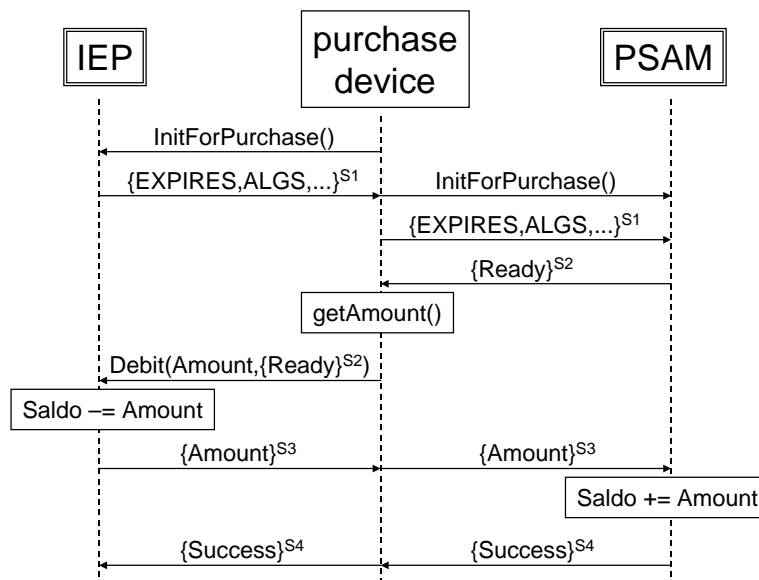 IEP
purchase
device
PSAM
InitForPurchase()
{EXPIRES,ALGS,...}S1
InitForPurchase()
{EXPIRES,ALGS,...}S1
{Ready}S2
getAmount()
Debit(Amount,{Ready}S2)
Saldo –= Amount
{Amount}S3
{Amount}S3
Saldo += Amount
{Success}S4
{Success}S4